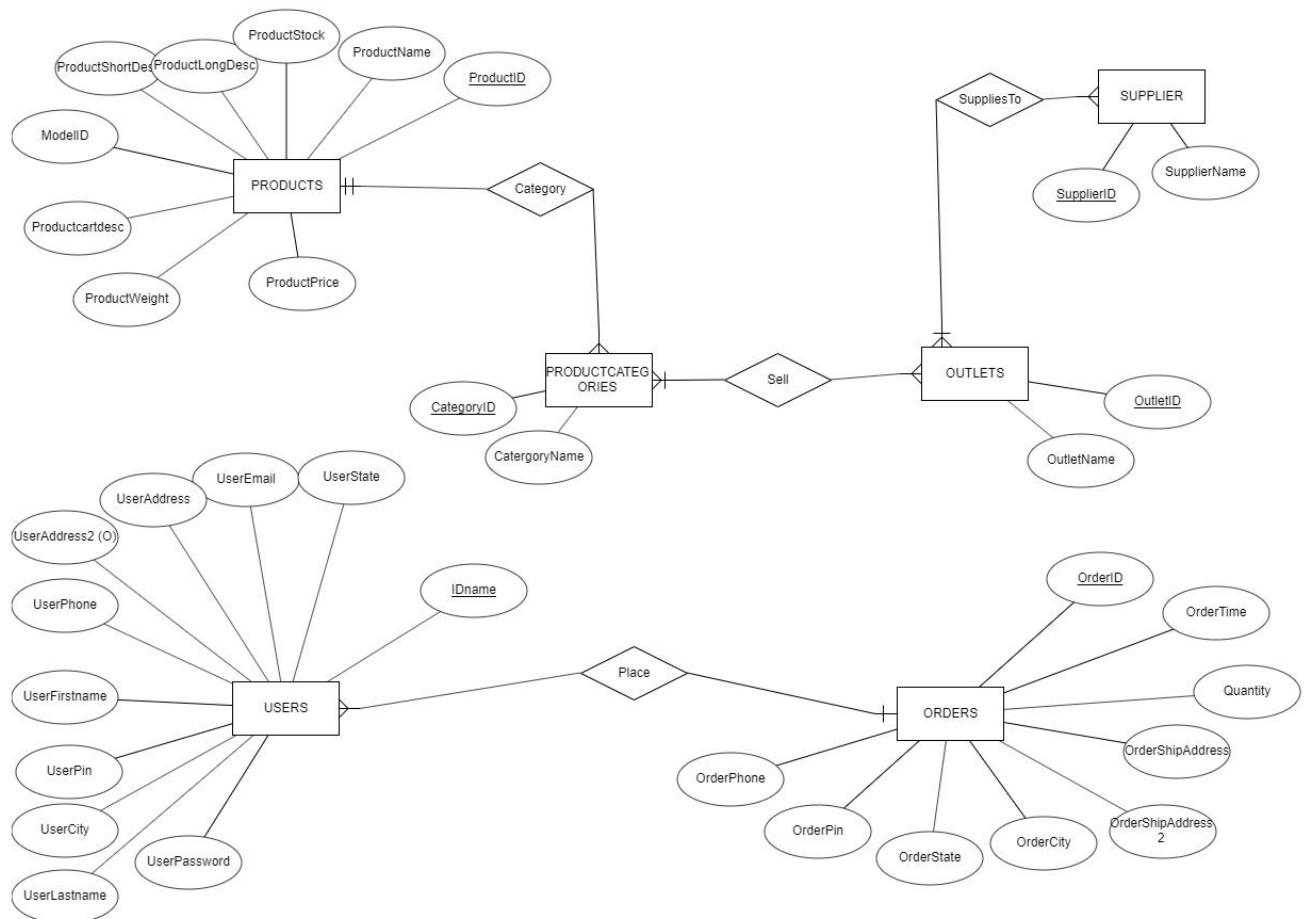 ProductStock
ProductName
ProductShortDes
ProductLongDesc
ProductID
ModelID
PRODUCTS
Category
Productcartdesc
ProductWeight
ProductPrice
SuppliesTo
SUPPLIER
SupplierID
SupplierName
PRODUCTCATEG
ORIES
Sell
OUTLETS
CategoryID
CatergoryName
OutletID
OutletName
UserEmail
UserState
UserAddress
UserAddress2 (O)
UserPhone
IDname
UserFirstname
USERS
Place
UserPin
UserCity
UserLastname
UserPassword
OrderID
OrderTime
Quantity
ORDERS
OrderShipAddress
OrderShipAddress
2
OrderPhone
OrderPin
OrderState
OrderCity